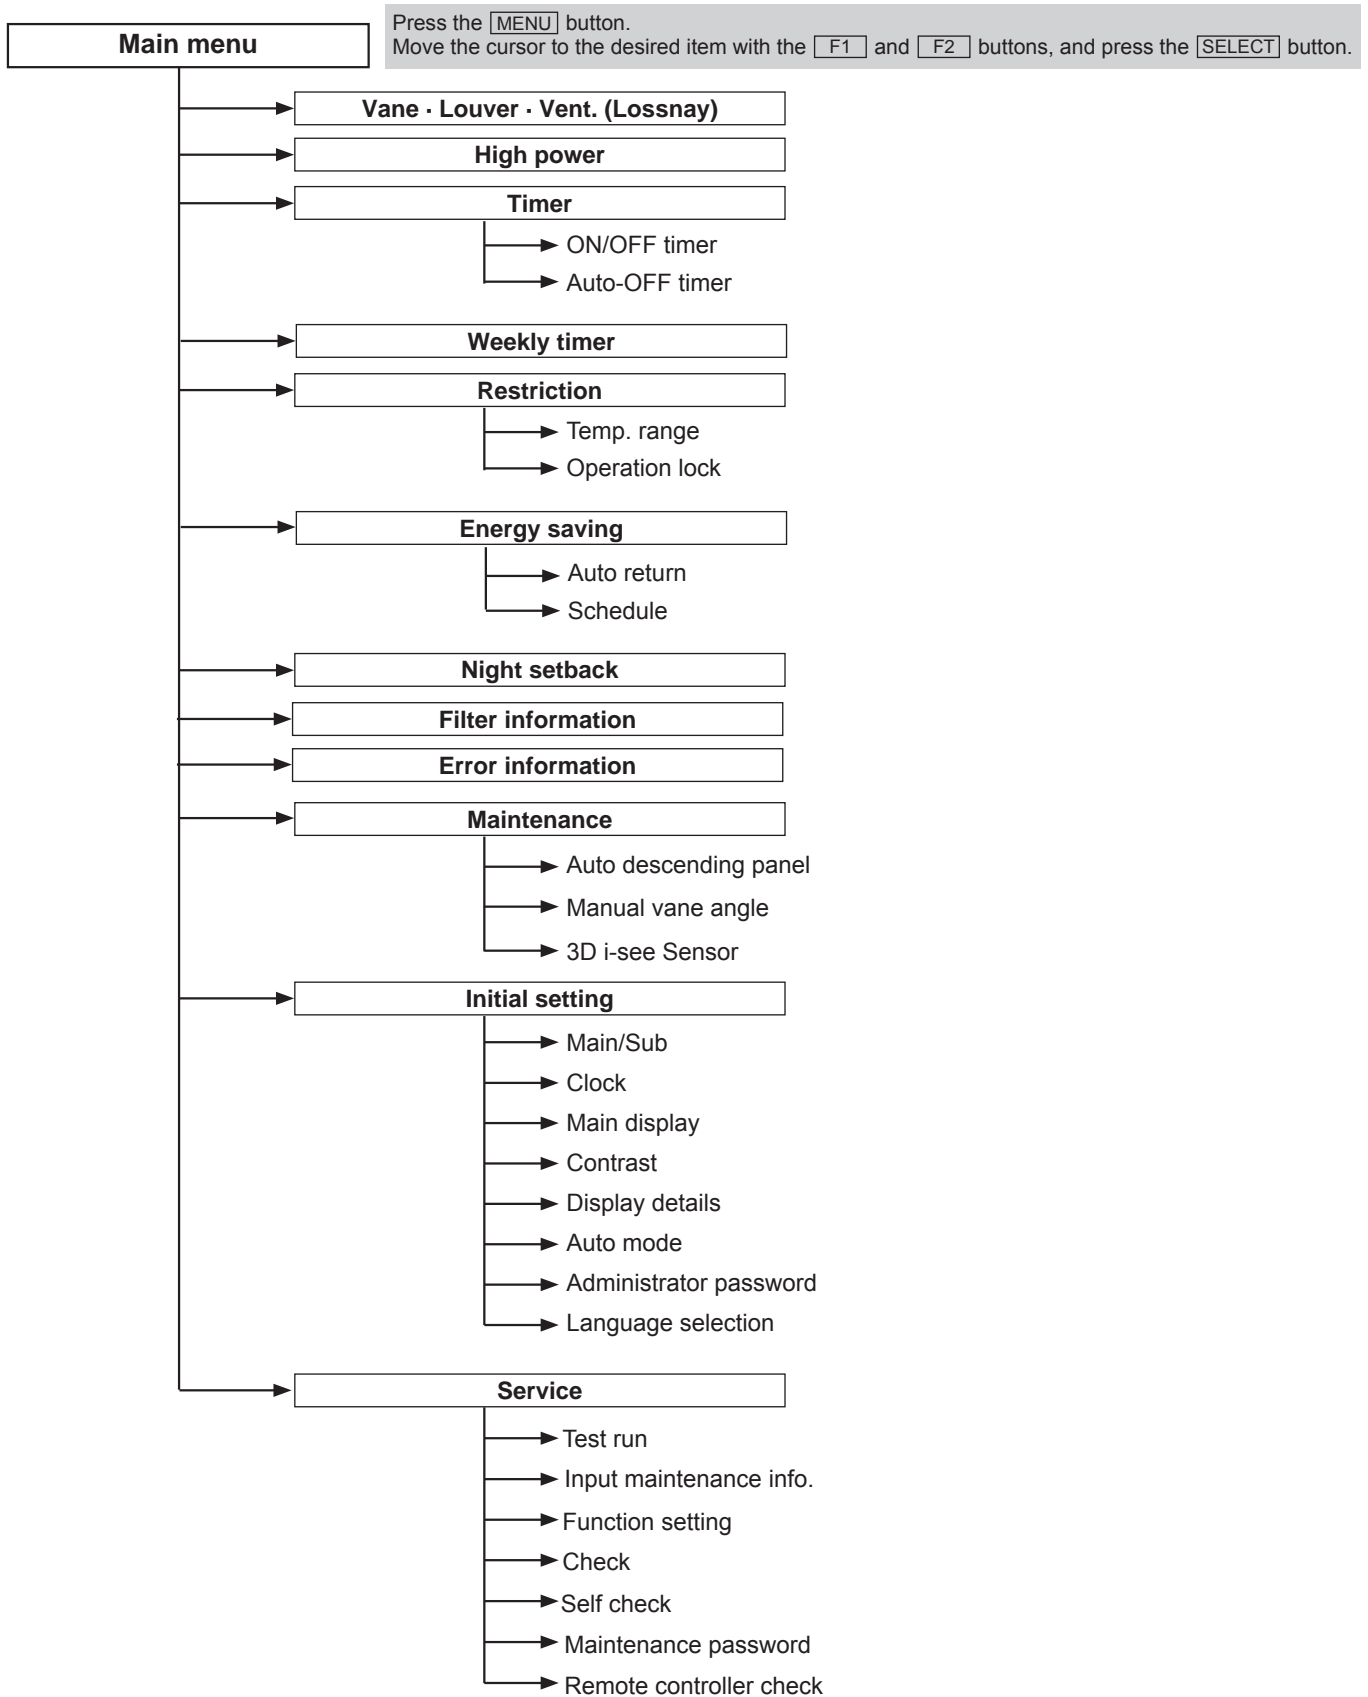 Main menu
Press the MENU button.
Move the cursor to the desired item with the F1 and F2 buttons, and press the SELECT button.
Vane · Louver · Vent. (Lossnay)
High power
Timer
ON/OFF timer
Auto-OFF timer
Weekly timer
Restriction
Temp. range
Operation lock
Energy saving
Auto return
Schedule
Night setback
Filter information
Error information
Maintenance
Auto descending panel
Manual vane angle
3D i-see Sensor
Initial setting
Main/Sub
Clock
Main display
Contrast
Display details
Auto mode
Administrator password
Language selection
Service
Test run
Input maintenance info.
Function setting
Check
Self check
Maintenance password
Remote controller check